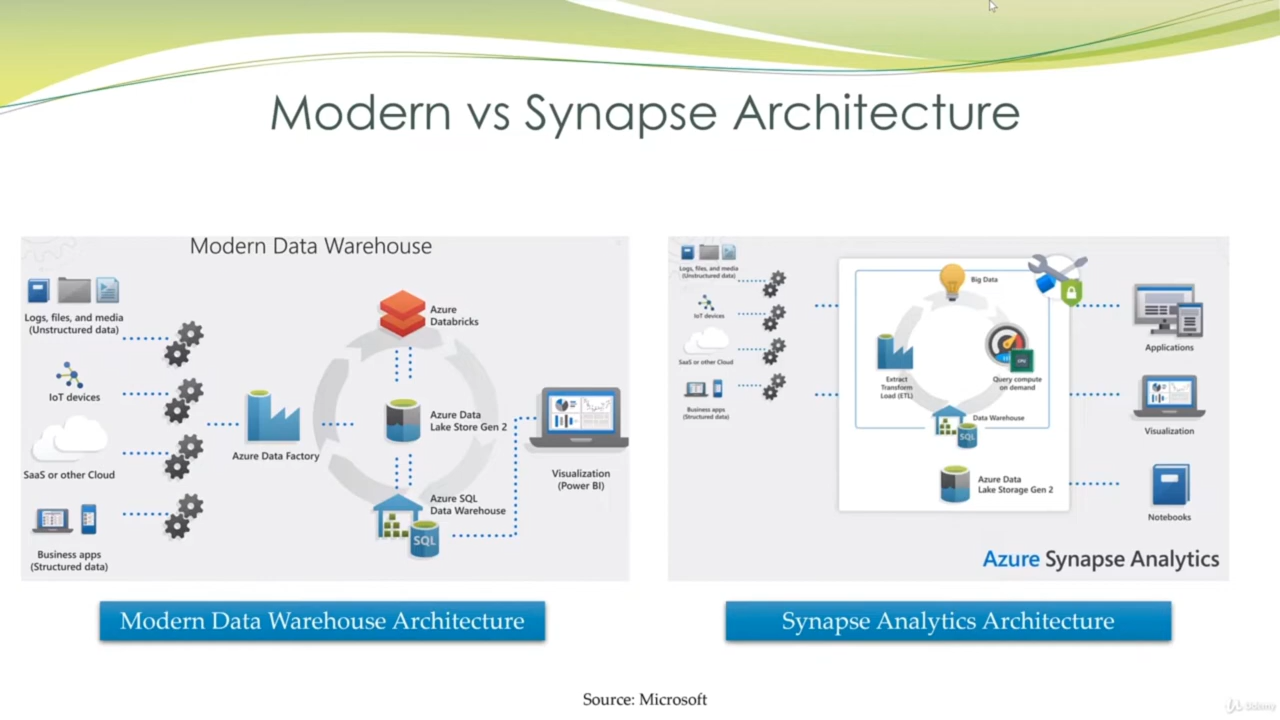 Modern vs Synapse Architecture
Modern Data Warehouse
Logs, files, and media
(Unstructured data)
IoT devices
SaaS or other Cloud
Business apps
(Structured data)
Azure Data Factory
Azure
Databricks
Azure Data
Lake Store Gen 2
Azure SQL
Data Warehouse
SQL
Visualization
(Power BI)
Modern Data Warehouse Architecture
Logs, files, and media
(Unstructured data)
IoT devices
SaaS or other Cloud
Business apps
(Structured data)
Big Data
Extract
Transform
Load (ETL)
CPU
Query compute
on demand
Data Warehouse
SQL
Azure Data
Lake Storage Gen 2
Applications
Visualization
Notebooks
Azure Synapse Analytics
Synapse Analytics Architecture
Source: Microsoft
Udemy